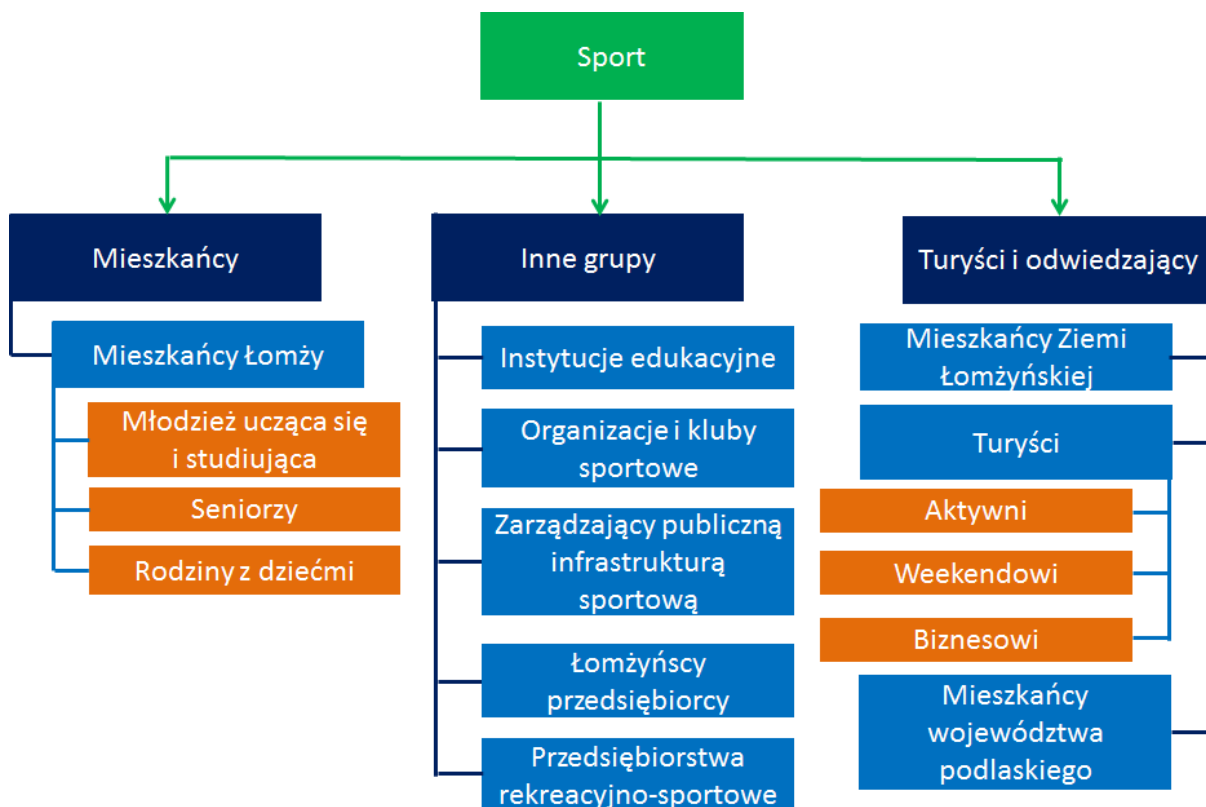 Sport
Mieszkańcy
Mieszkańcy Łomży
Młodzież ucząca się
i studiująca
Seniorzy
Rodziny z dziećmi
Inne grupy
Instytucje edukacyjne
Organizacje i kluby
sportowe
Zarządzający publiczną
infrastrukturą
sportową
Łomżyńscy
przedsiębiorcy
Przedsiębiorstwa
rekreacyjno-sportowe
Turyści i odwiedzający
Mieszkańcy Ziemi
Łomżyńskiej
Turyści
Aktywni
Weekendowi
Biznesowi
Mieszkańcy
województwa
podlaskiego